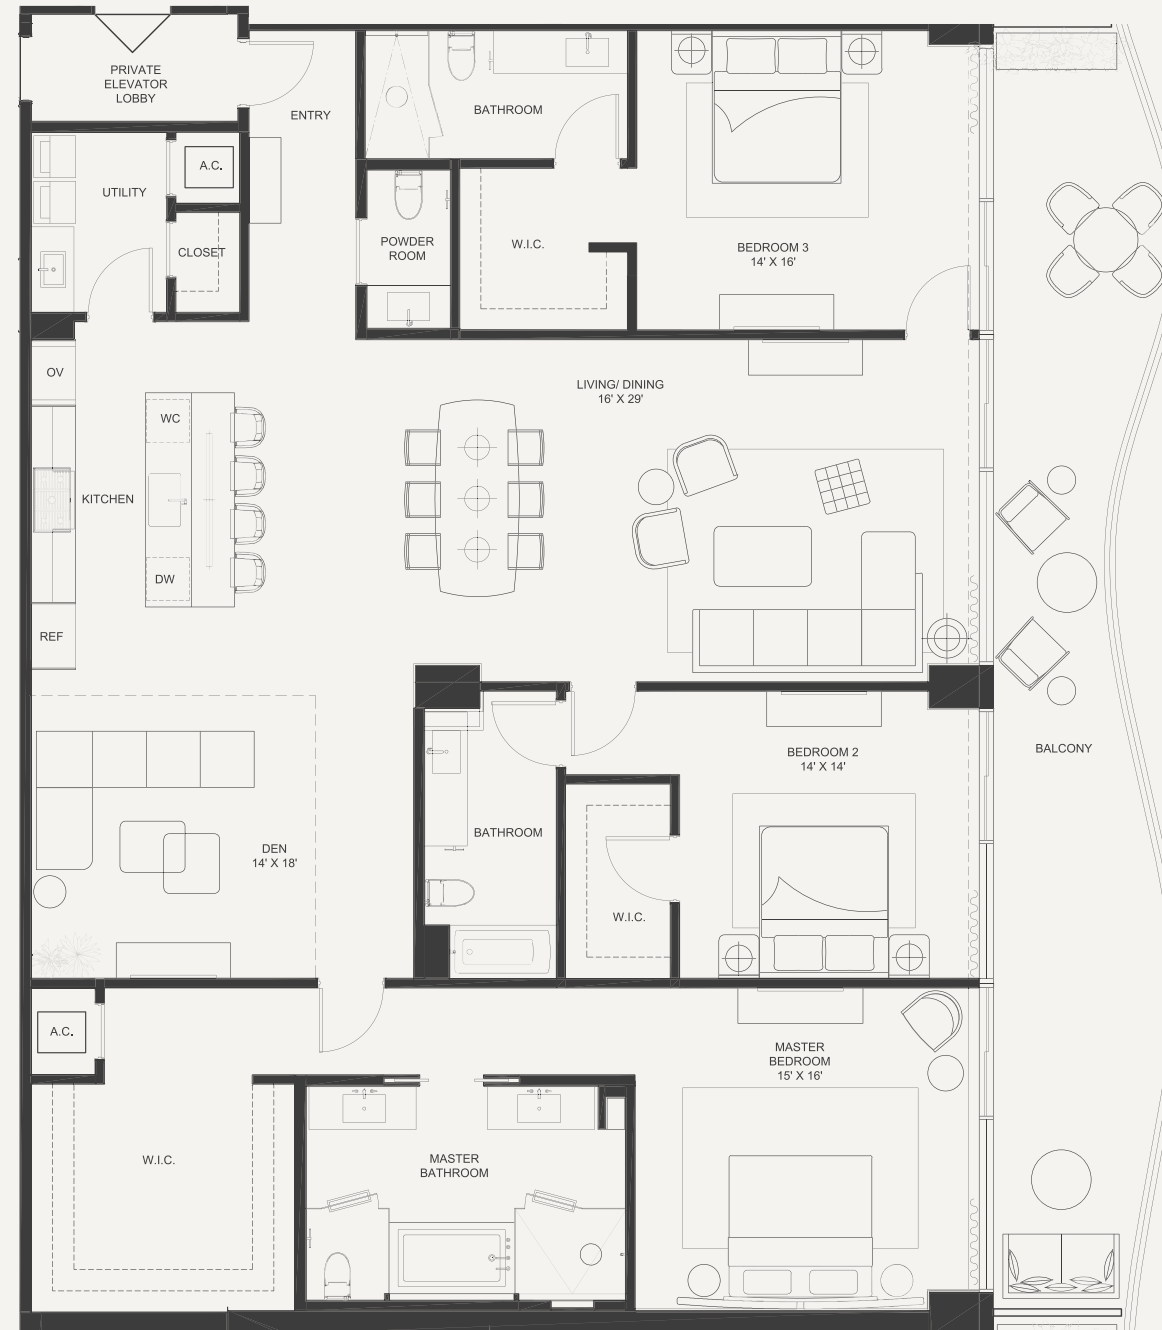 PRIVATE
ELEVATOR
LOBBY
ENTRY
BATHROOM
A.C.
UTILITY
CLOSET
POWDER
ROOM
W.I.C.
BEDROOM 3
14' X 16'
OV
LIVING/ DINING
16' X 29'
WC
KITCHEN
DW
REF
BALCONY
BEDROOM 2
14' X 14'
BATHROOM
DEN
14' X 18'
W.I.C.
A.C.
MASTER
BEDROOM
15' X 16'
W.I.C.
MASTER
BATHROOM